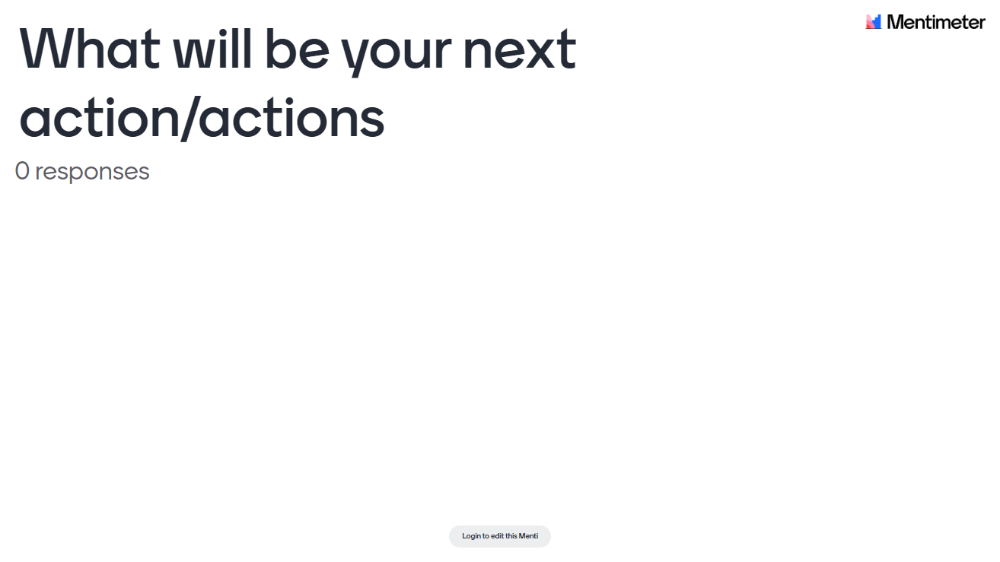 Mentimeter
What will be your next
action/actions
0 responses
Login to edit this Menti